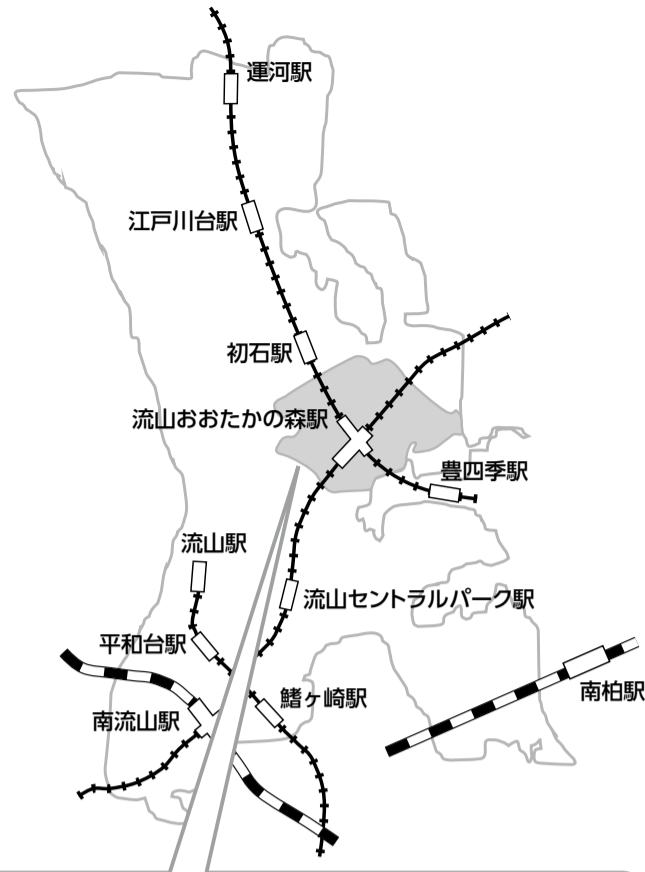 運河駅
江戸川台駅
初石駅
流山おおたかの森駅
豊四季駅
流山駅
流山セントラルパーク駅
平和台駅
鰭ヶ崎駅
南柏駅
南流山駅